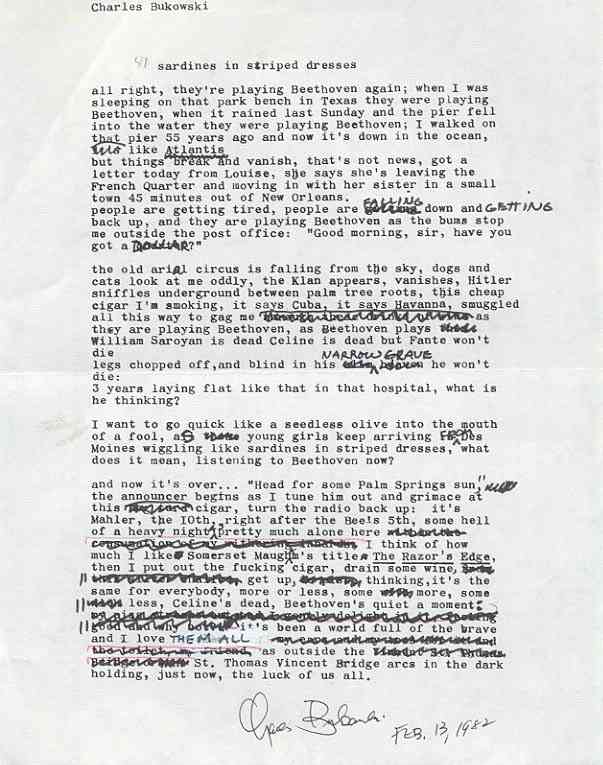 Charles Bukowski
41 sardines in striped dresses
all right, they're playing Beethoven again; when I was
sleeping on that park bench in Texas they were playing
Beethoven, when it rained last Sunday and the pier fell
into the water they were playing Beethoven; I walked on
that pier 55 years ago and now it's down in the ocean,
like Atlantis
but things break and vanish, that's not news, got a
letter today from Louise, she says she's leaving the
French Quarter and moving in with her sister in a small
town 45 minutes out of New Orleans.
people are getting tired, people are FALLING down and GETTING
back up, and they are playing Beethoven as the bums stop
me outside the post office: "Good morning, sir, have you
got a DOLLAR?"
the old arial circus is falling from the sky, dogs and
cats look at me oddly, the Klan appears, vanishes, Hitler
sniffles underground between palm tree roots, this cheap
cigar I'm smoking, it says Cuba, it says Havanna, smuggled
all this way to gag me as
they are playing Beethoven, as Beethoven plays
William Saroyan is dead Celine is dead but Fante won't
die
legs chopped off,and blind in his NARROW GRAVE he won't
die:
3 years laying flat like that in that hospital, what is
he thinking?
I want to go quick like a seedless olive into the mouth
of a fool, as young girls keep arriving FROM Des
Moines wiggling like sardines in striped dresses, what
does it mean, listening to Beethoven now?
and now it's over... "Head for some Palm Springs sun,"
the announcer begins as I tune him out and grimace at
this cigar, turn the radio back up: it's
Mahler, the 10th, right after the Bee's 5th, some hell
of a heavy night, pretty much alone here
I think of how
much I like Somerset Maugham's title The Razor's Edge,
then I put out the fucking cigar, drain some wine,
get up, thinking,it's the
same for everybody, more or less, some more, some
less, Celine's dead, Beethoven's quiet a moment:
it's been a world full of the brave
and I love THEM ALL
as outside the
St. Thomas Vincent Bridge arcs in the dark
holding, just now, the luck of us all.
FEB. 13, 1982